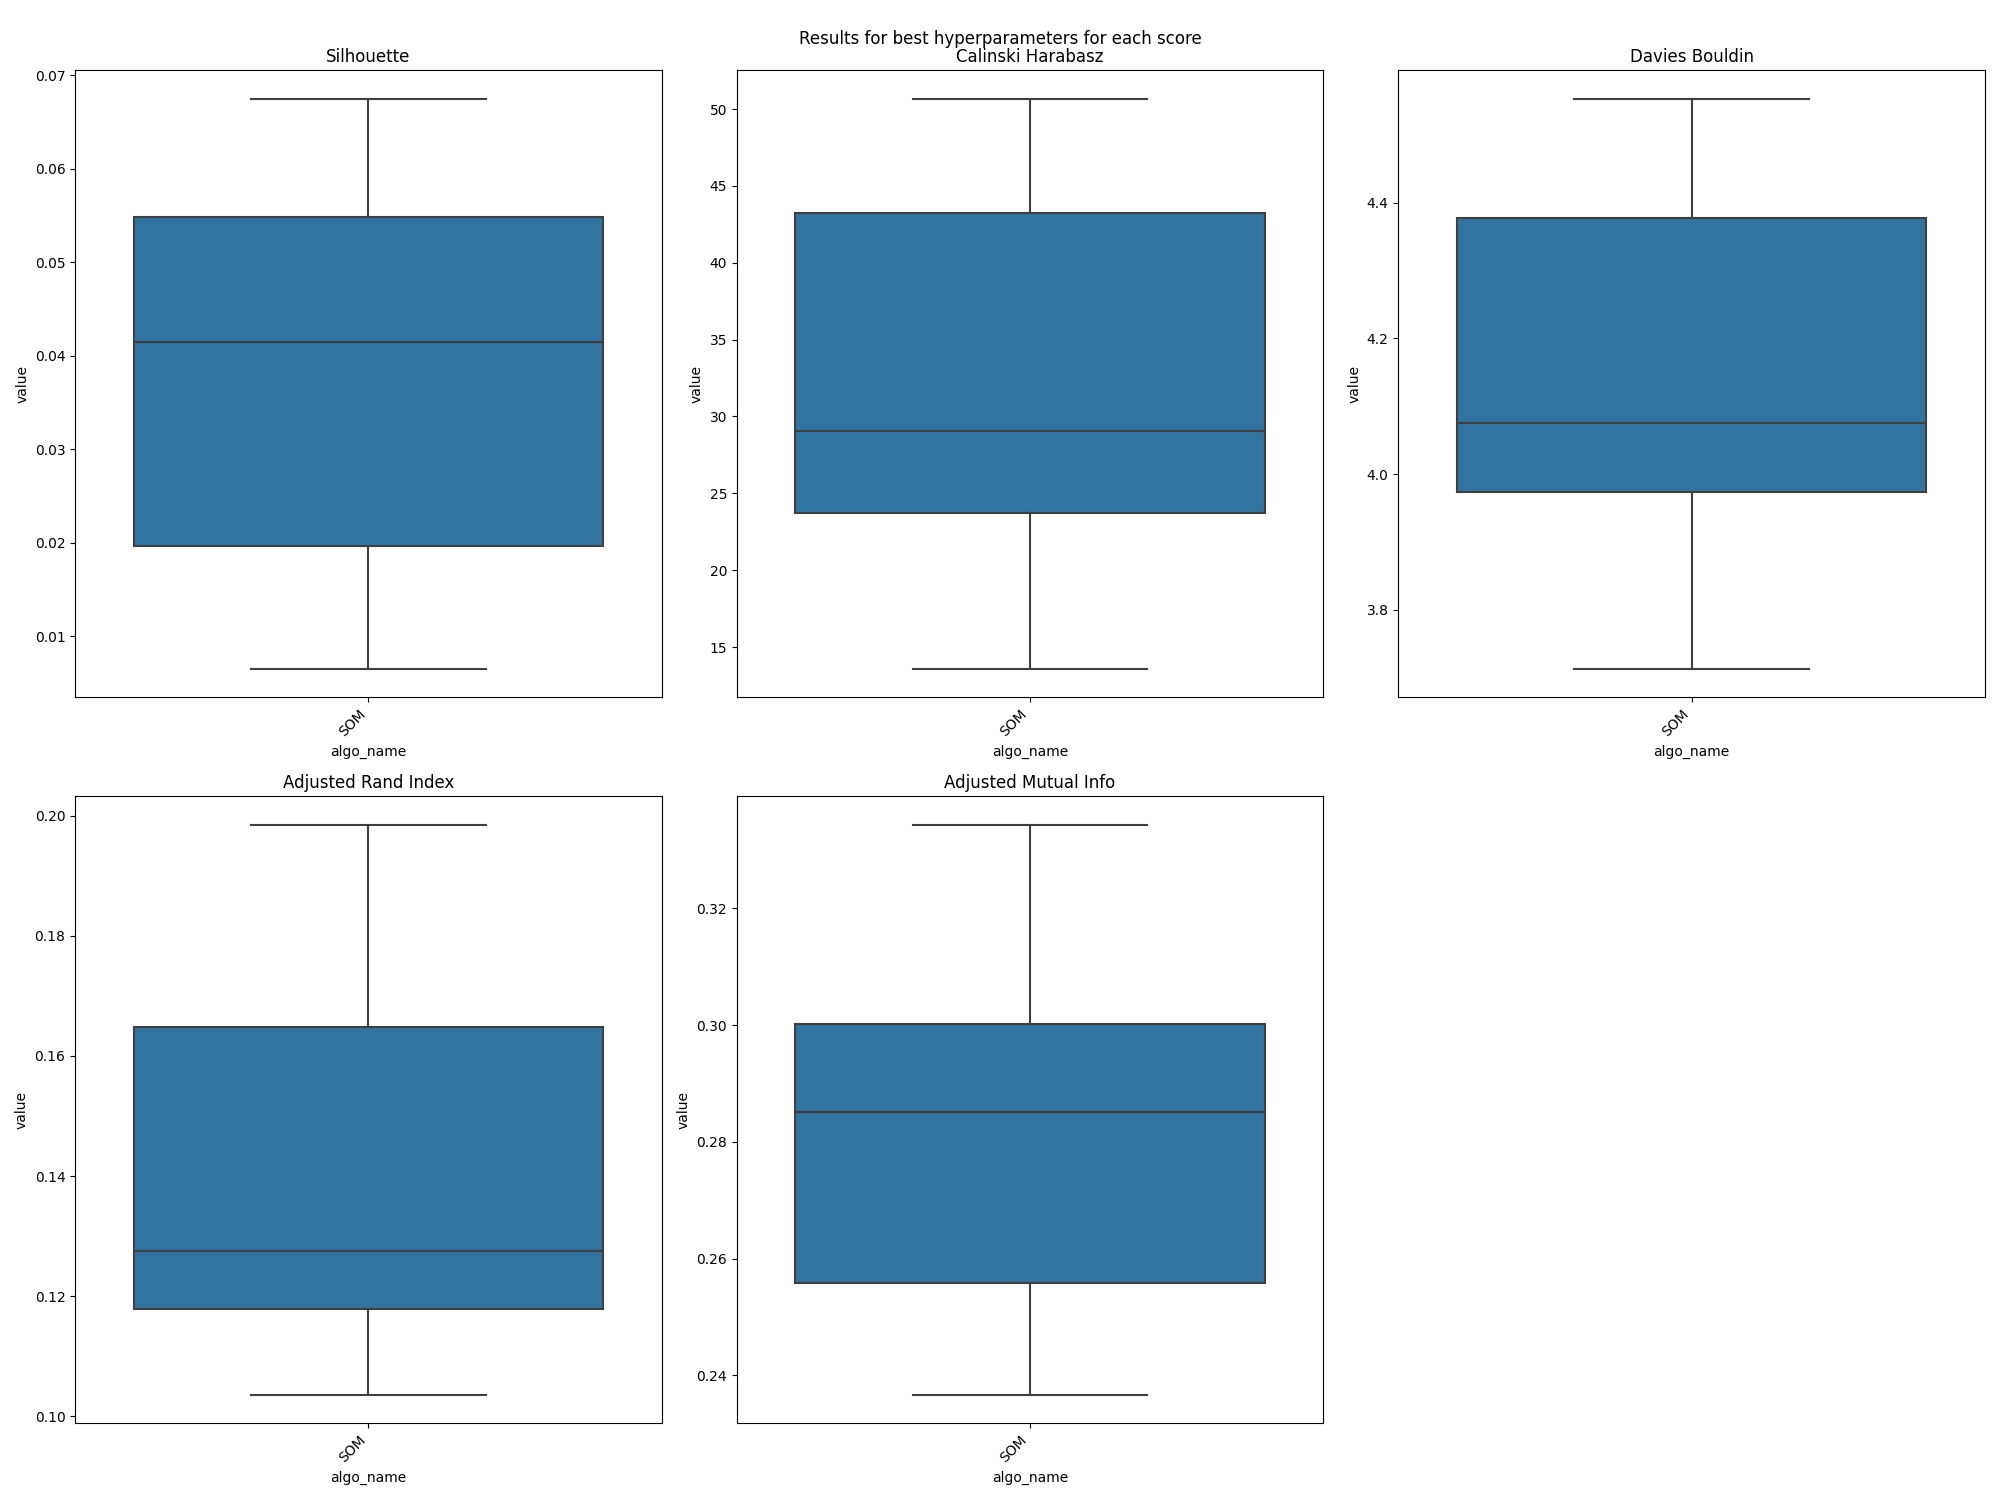 Results for best hyperparameters for each score
Silhouette
0.07
0.06
0.05
0.04
0.03
0.02
0.01
value
SOM
algo_name
Calinski Harabasz
50
45
40
35
30
25
20
15
value
SOM
algo_name
Davies Bouldin
4.4
4.2
4.0
3.8
value
SOM
algo_name
Adjusted Rand Index
0.20
0.18
0.16
0.14
0.12
0.10
value
SOM
algo_name
Adjusted Mutual Info
0.32
0.30
0.28
0.26
0.24
value
SOM
algo_name